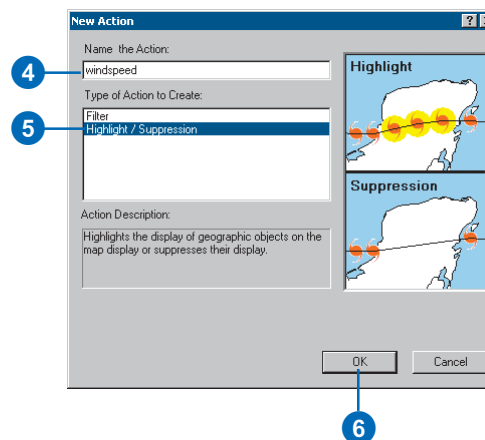 New Action
?
Name the Action:
4
windspeed
Type of Action to Create:
Filter
5
Highlight / Suppression
Action Description:
Highlights the display of geographic objects on the
map display or suppresses their display.
Highlight
Suppression
OK
Cancel
6